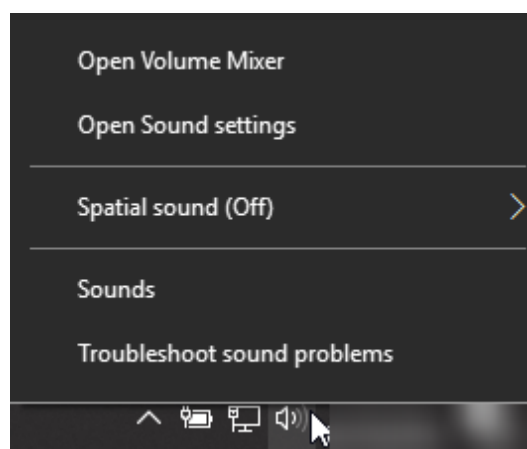 Open Volume Mixer
Open Sound settings
Spatial sound (Off)
Sounds
Troubleshoot sound problems